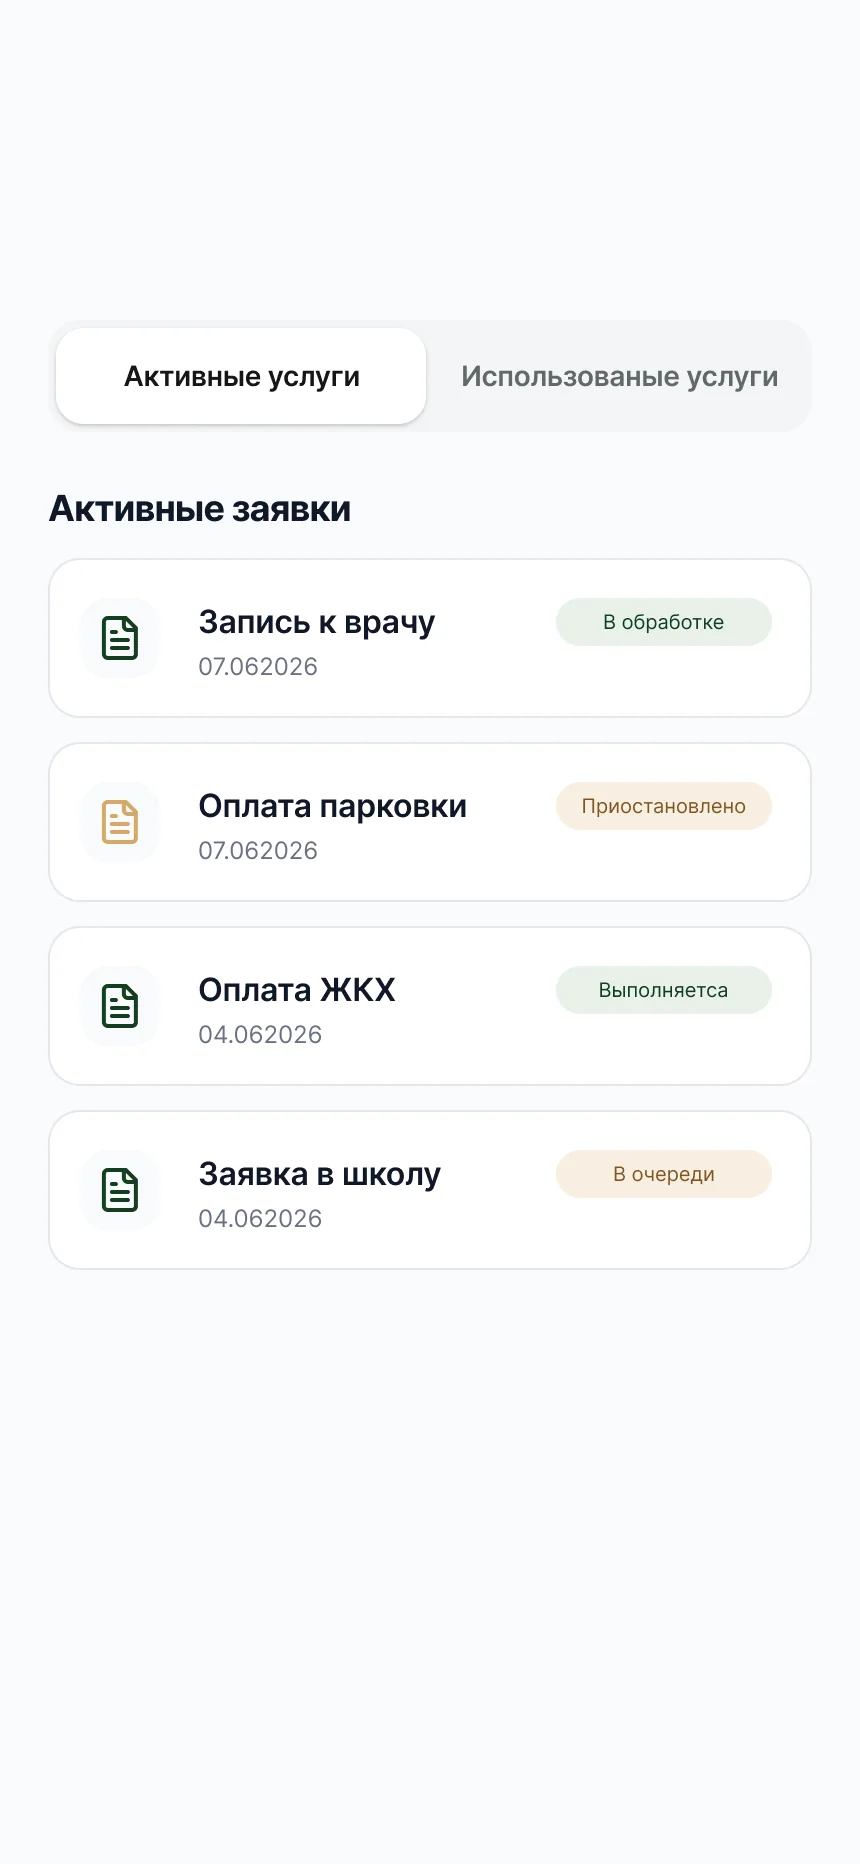 Активные услуги
Использованые услуги
Активные заявки
Запись к врачу
В обработке
07.062026
Оплата парковки
Приостановлено
07.062026
Оплата ЖКХ
Выполняетса
04.062026
Заявка в школу
В очереди
04.062026